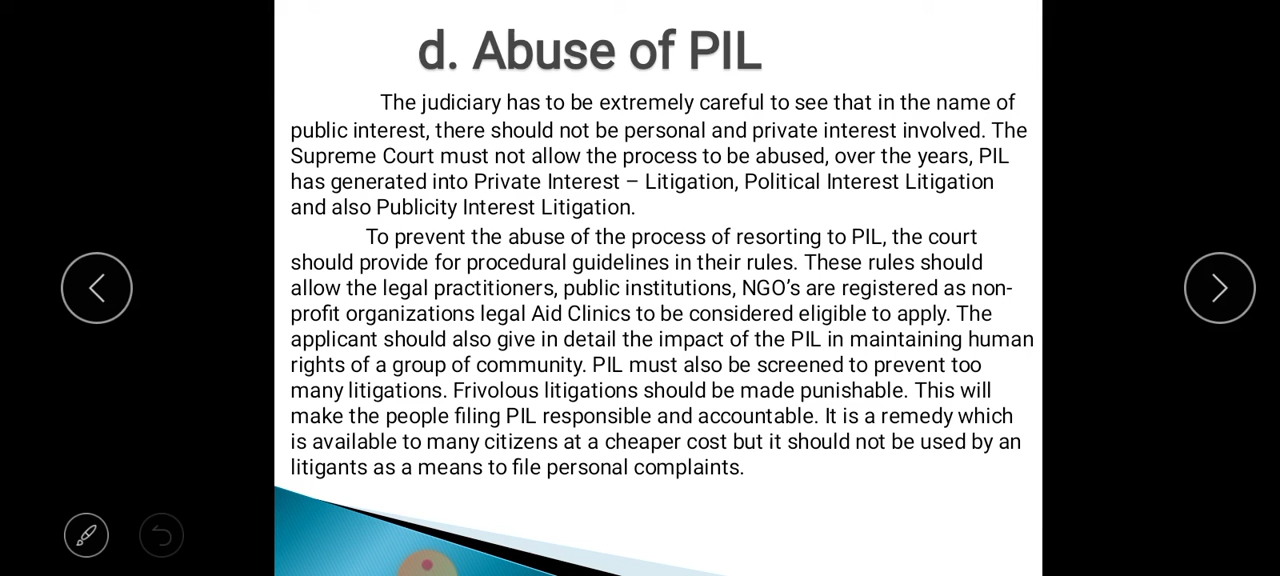 d. Abuse of PIL
The judiciary has to be extremely careful to see that in the name of
public interest, there should not be personal and private interest involved. The
Supreme Court must not allow the process to be abused, over the years, PIL
has generated into Private Interest – Litigation, Political Interest Litigation
and also Publicity Interest Litigation.
To prevent the abuse of the process of resorting to PIL, the court
should provide for procedural guidelines in their rules. These rules should
allow the legal practitioners, public institutions, NGO’s are registered as non-
profit organizations legal Aid Clinics to be considered eligible to apply. The
applicant should also give in detail the impact of the PIL in maintaining human
rights of a group of community. PIL must also be screened to prevent too
many litigations. Frivolous litigations should be made punishable. This will
make the people filing PIL responsible and accountable. It is a remedy which
is available to many citizens at a cheaper cost but it should not be used by an
litigants as a means to file personal complaints.